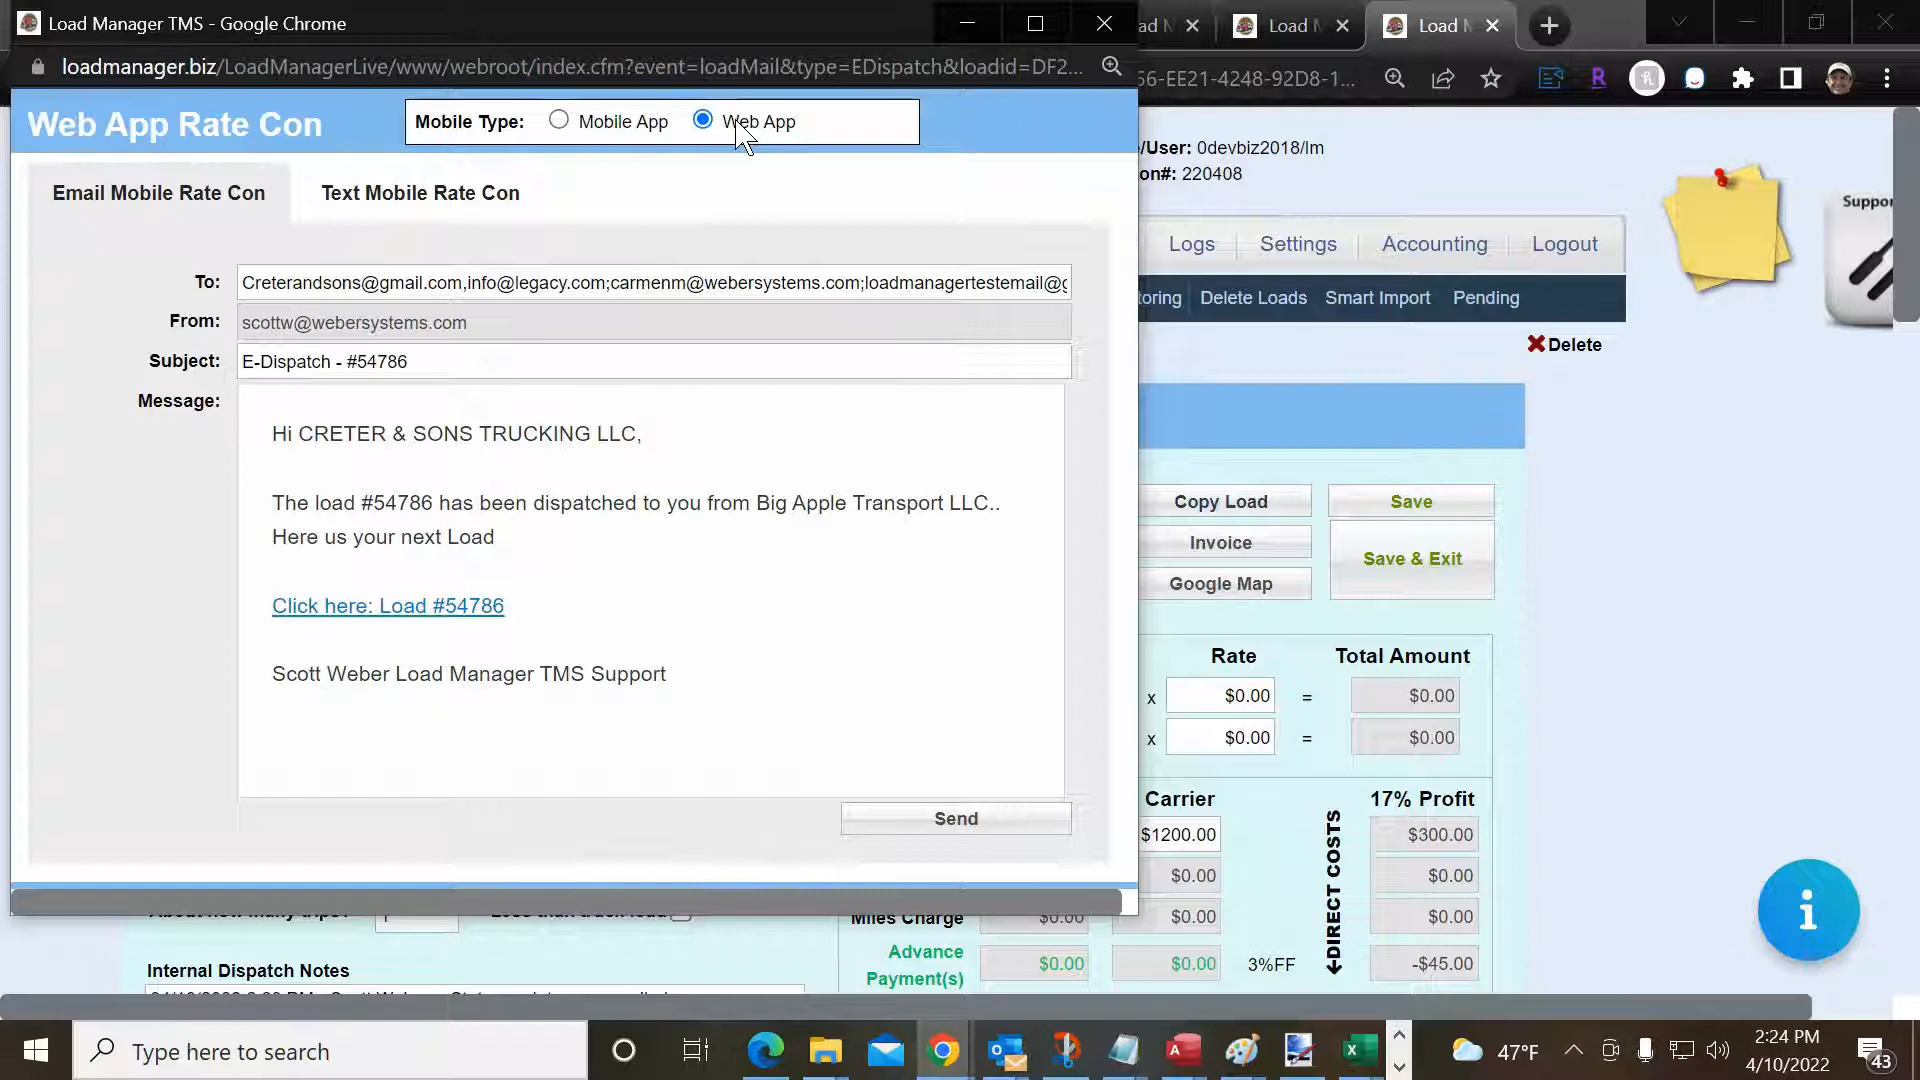 Load Manager TMS - Google Chrome
loadmanager.biz/LoadManagerLive/www/webroot/index.cfm?event=loadMail&type=EDispatch&loadid=DF2...
Load
Load
56-EE21-4248-92D8-1...
Web App Rate Con
Mobile Type:
Mobile App
Web App
/User: 0devbiz2018/lm
on#: 220408
Email Mobile Rate Con
Text Mobile Rate Con
Suppor
Logs
Settings
Accounting
Logout
To:
Creterandsons@gmail.com,info@legacy.com;carmenm@webersystems.com;loadmanagertestemail@g
toring
Delete Loads
Smart Import
Pending
From:
scottw@webersystems.com
Delete
Subject:
E-Dispatch - #54786
Message:
Hi CRETER & SONS TRUCKING LLC,
The load #54786 has been dispatched to you from Big Apple Transport LLC..
Here us your next Load
Click here: Load #54786
Scott Weber Load Manager TMS Support
Send
Copy Load
Save
Invoice
Save & Exit
Google Map
Rate
Total Amount
x
$0.00
=
$0.00
x
$0.00
=
$0.00
Carrier
17% Profit
$1200.00
$300.00
$0.00
$0.00
Miles Charge
$0.00
$0.00
$0.00
DIRECT COSTS
Advance
Payment(s)
$0.00
$0.00
3%FF
-$45.00
Internal Dispatch Notes
Type here to search
47°F
2:24 PM
4/10/2022
43